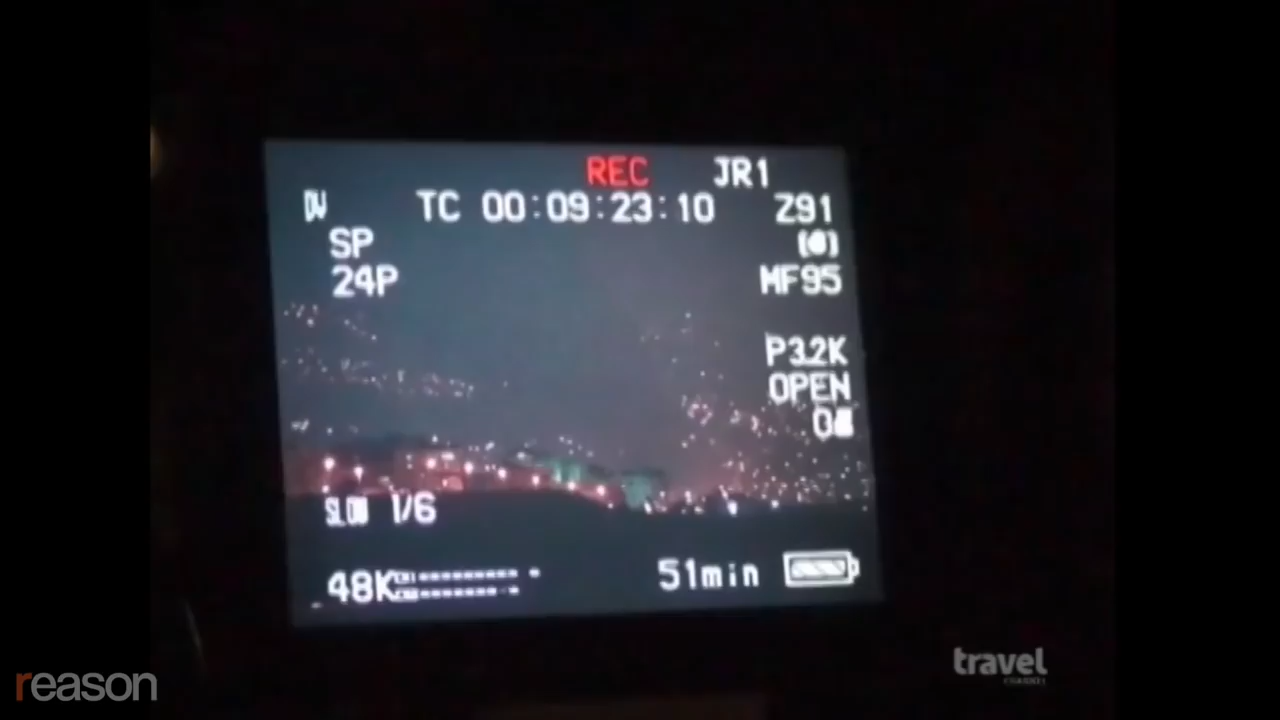 REC JR1
TC 00:09:23:10 Z91
SP
24P MF95
P3.2K
OPEN
SLOW 1/6
48K 51min
travel
CHANNEL
reason